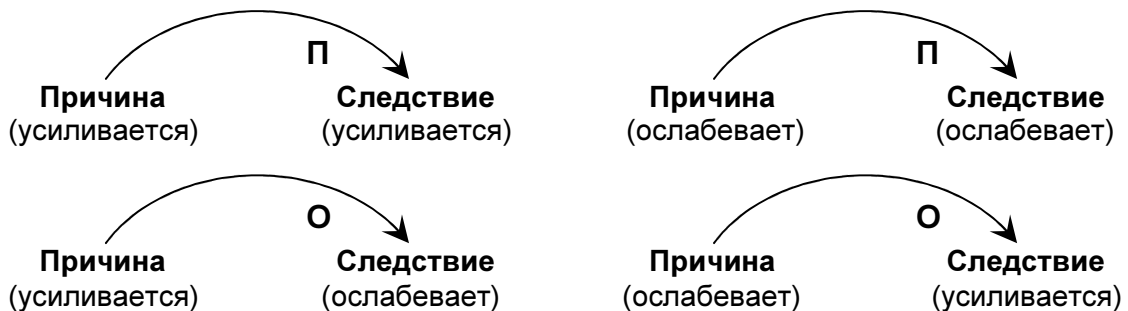 П П
Причина Следствие Причина Следствие
(усиливается) (усиливается) (ослабевает) (ослабевает)
О О
Причина Следствие Причина Следствие
(усиливается) (ослабевает) (ослабевает) (усиливается)